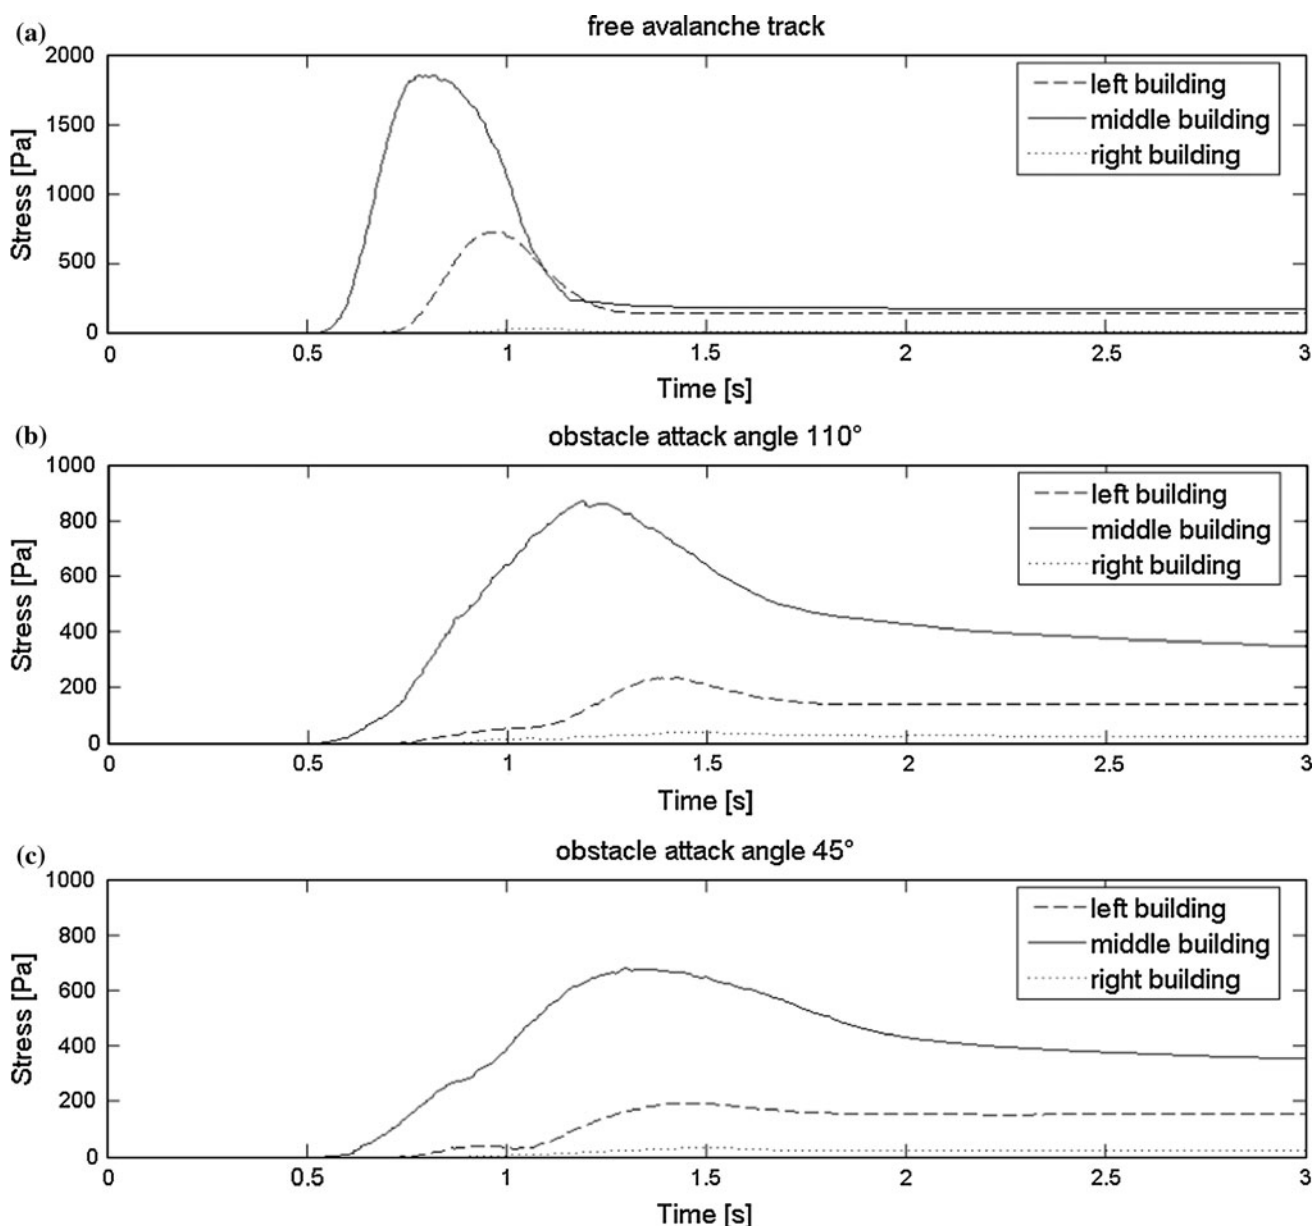 (a)
free avalanche track
2000
1500
1000
500
0
Stress [Pa]
left building
middle building
right building
0 0.5 1 1.5 2 2.5 3
Time [s]
(b)
obstacle attack angle 110°
1000
800
600
400
200
0
Stress [Pa]
left building
middle building
right building
0 0.5 1 1.5 2 2.5 3
Time [s]
(c)
obstacle attack angle 45°
1000
800
600
400
200
0
Stress [Pa]
left building
middle building
right building
0 0.5 1 1.5 2 2.5 3
Time [s]